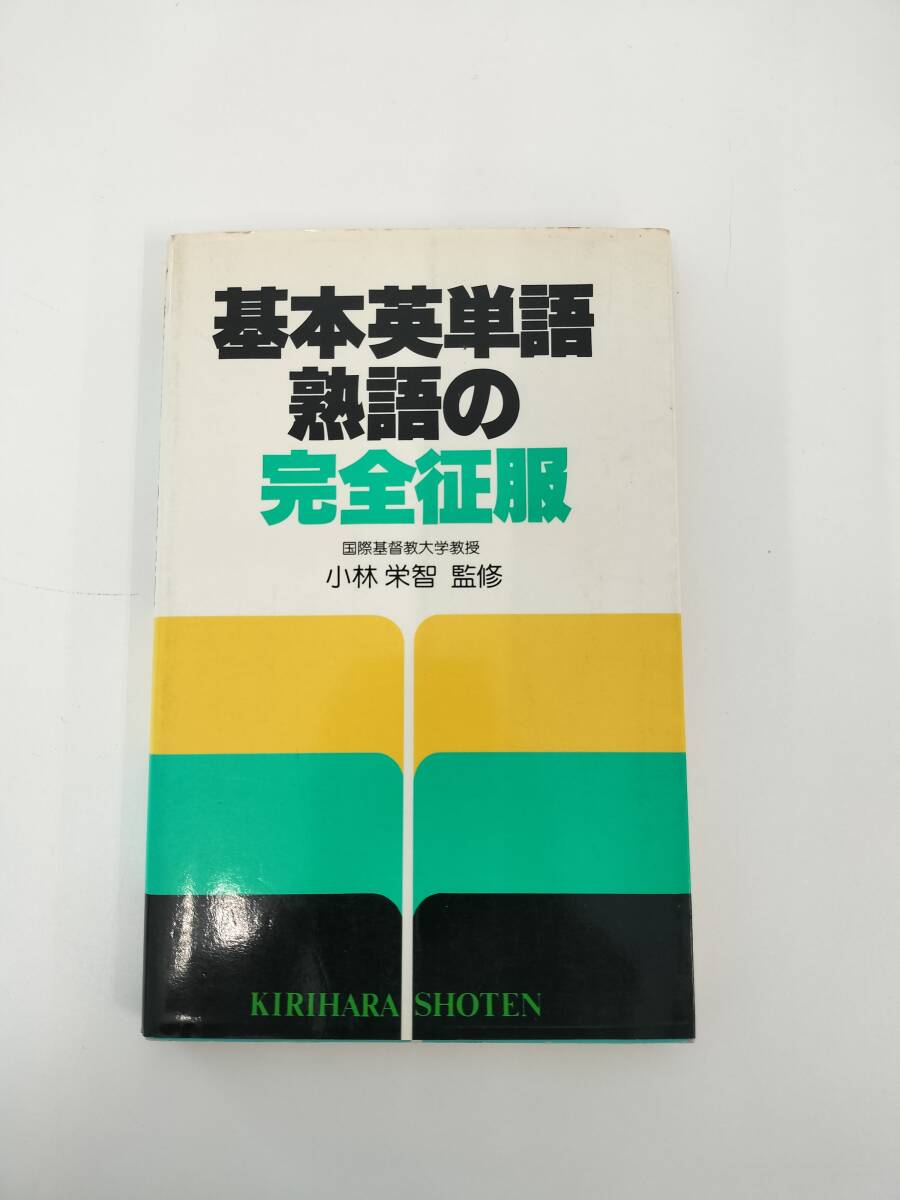 基本英単語
熟語の
完全征服
国際基督教大学教授
小林 栄智 監修
KIRIHARA SHOTEN